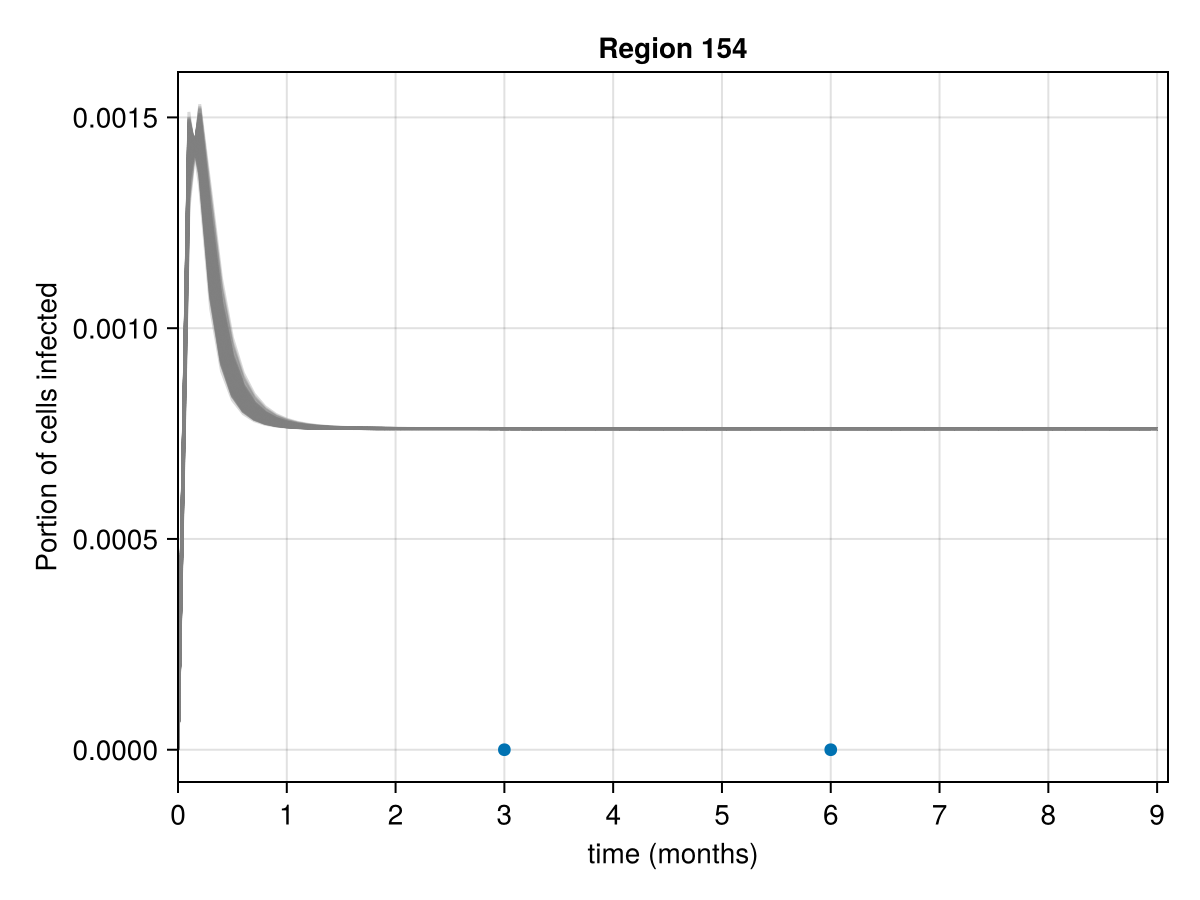 Region 154
Portion of cells infected
0.0015
0.0010
0.0005
0.0000
0 1 2 3 4 5 6 7 8 9
time (months)